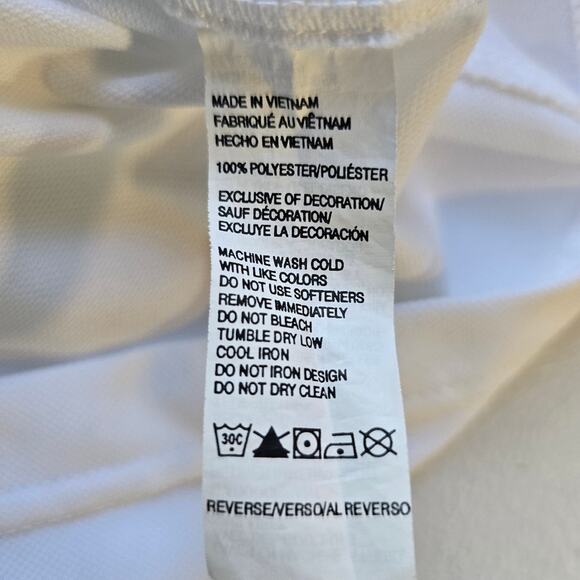 MADE IN VIETNAM
FABRIQUÉ AU VIÊTNAM
HECHO EN VIETNAM
100% POLYESTER/POLIÉSTER
EXCLUSIVE OF DECORATION/
SAUF DÉCORATION/
EXCLUYE LA DECORACIÓN
MACHINE WASH COLD
WITH LIKE COLORS
DO NOT USE SOFTENERS
REMOVE IMMEDIATELY
DO NOT BLEACH
TUMBLE DRY LOW
COOL IRON
DO NOT IRON DESIGN
DO NOT DRY CLEAN
30C
REVERSE/VERSO/AL REVERSO